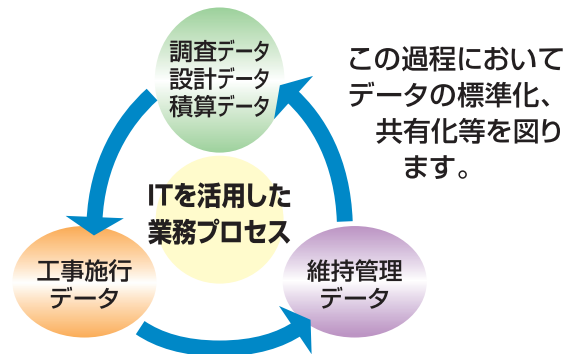 調査データ
設計データ
積算データ
この過程において
データの標準化、
共有化等を図り
ます。
ITを活用した
業務プロセス
工事施行
データ
維持管理
データ